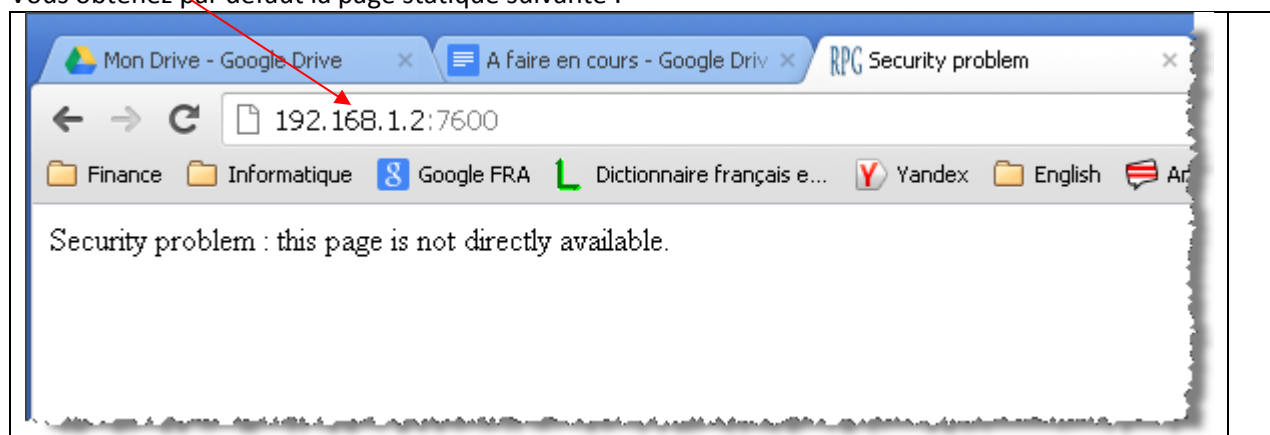 Vous obtenez par défaut la page statique suivante :
Mon Drive - Google Drive
A faire en cours - Google Driv
RPG Security problem
192.168.1.2:7600
Finance Informatique Google FRA Dictionnaire français e... Yandex English
Security problem : this page is not directly available.